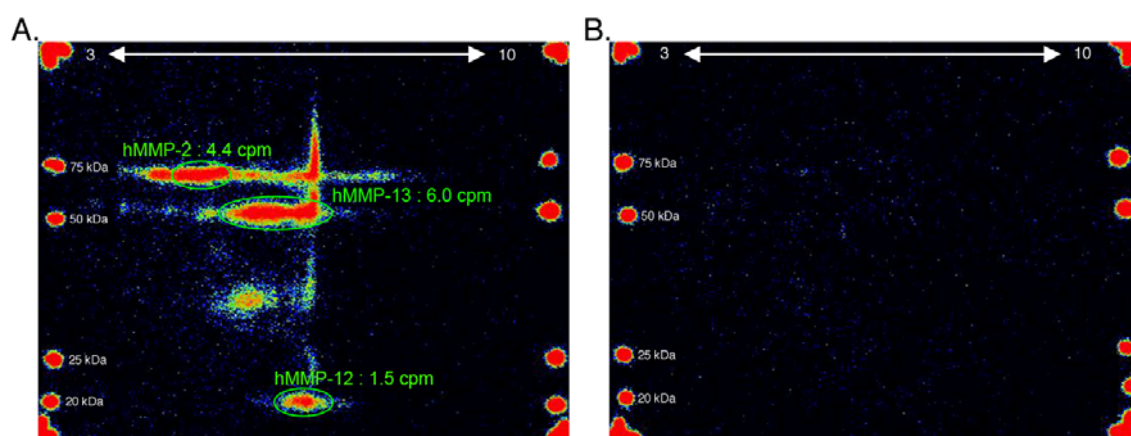 A.
3
10
hMMP-2 : 4.4 cpm
75 kDa
hMMP-13 : 6.0 cpm
50 kDa
25 kDa
hMMP-12 : 1.5 cpm
20 kDa
B.
3
10
75 kDa
50 kDa
25 kDa
20 kDa